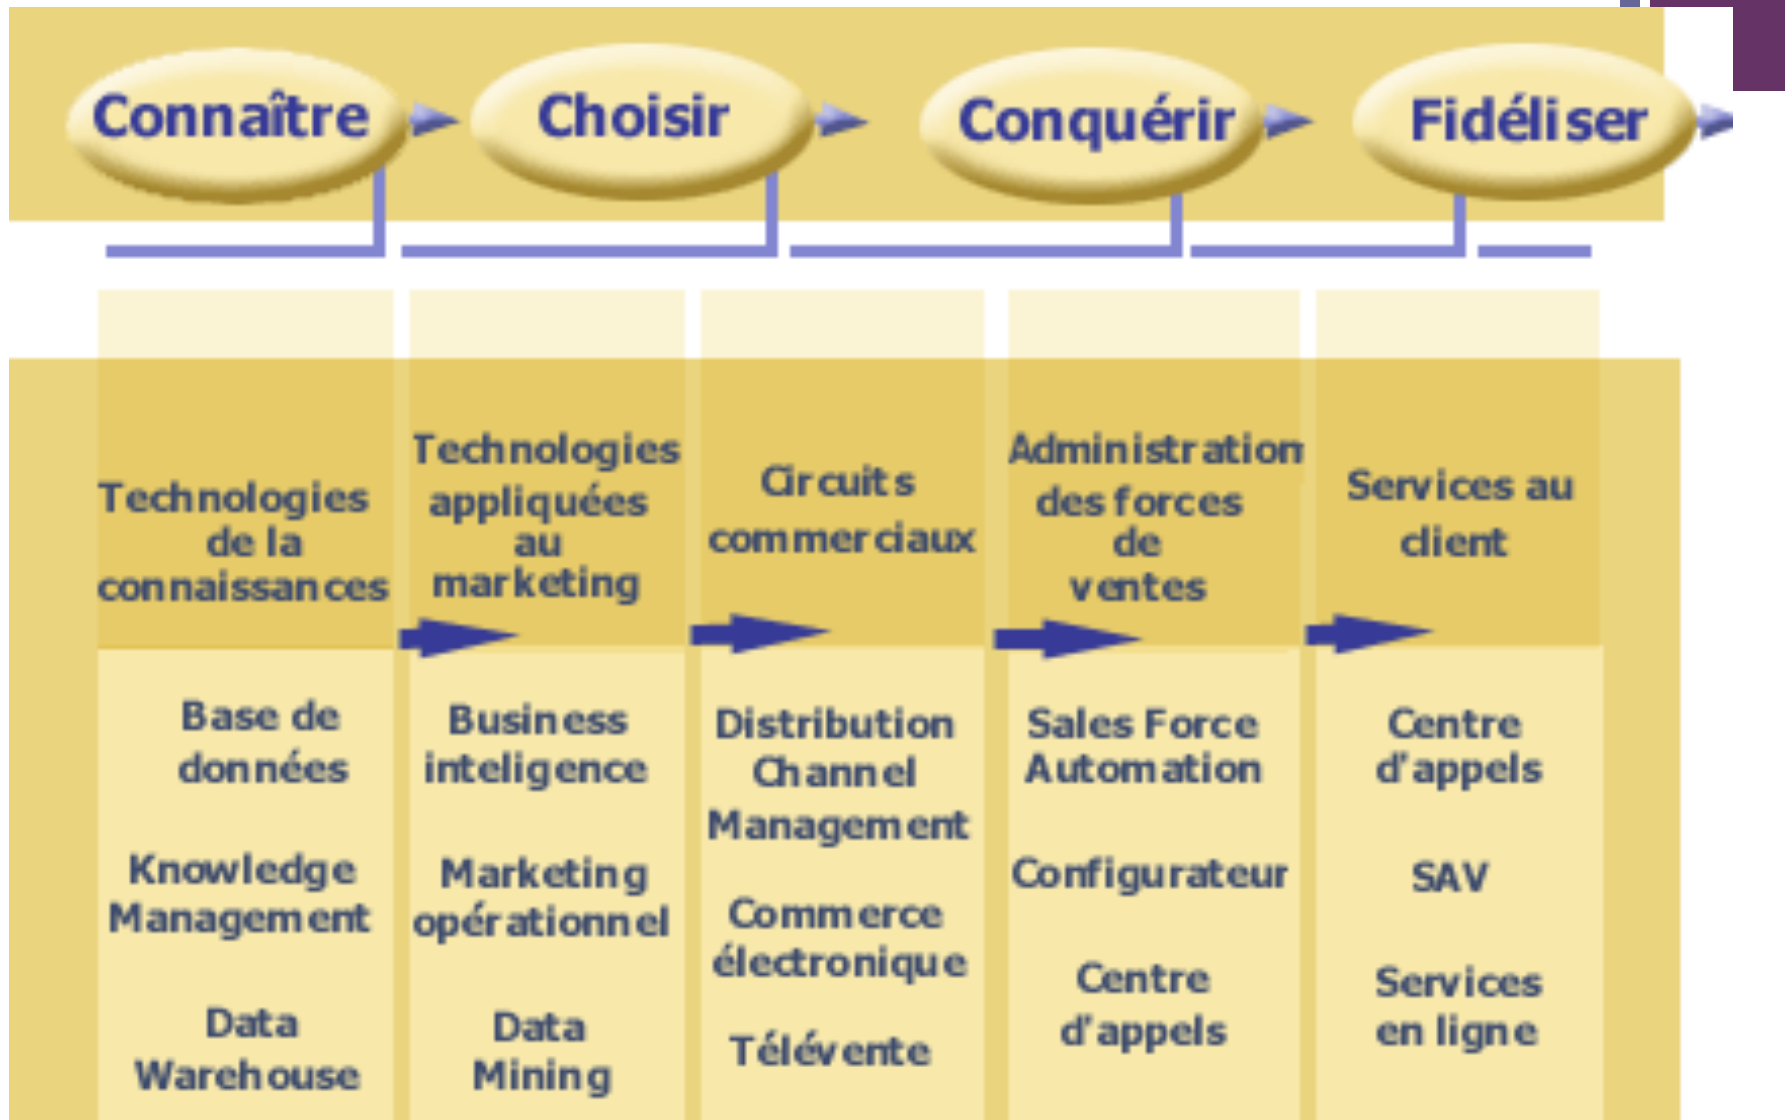 Connaître
Choisir
Conquérir
Fidéliser
Technologies
de la
connaissances
Technologies
appliquées
au
marketing
Circuits
commerciaux
Administration
des forces
de
ventes
Services au
client
Base de
données
Knowledge
Management
Data
Warehouse
Business
inteligence
Marketing
opérationnel
Data
Mining
Distribution
Channel
Management
Commerce
électronique
Télévente
Sales Force
Automation
Configurateur
Centre
d'appels
Centre
d'appels
SAV
Services
en ligne